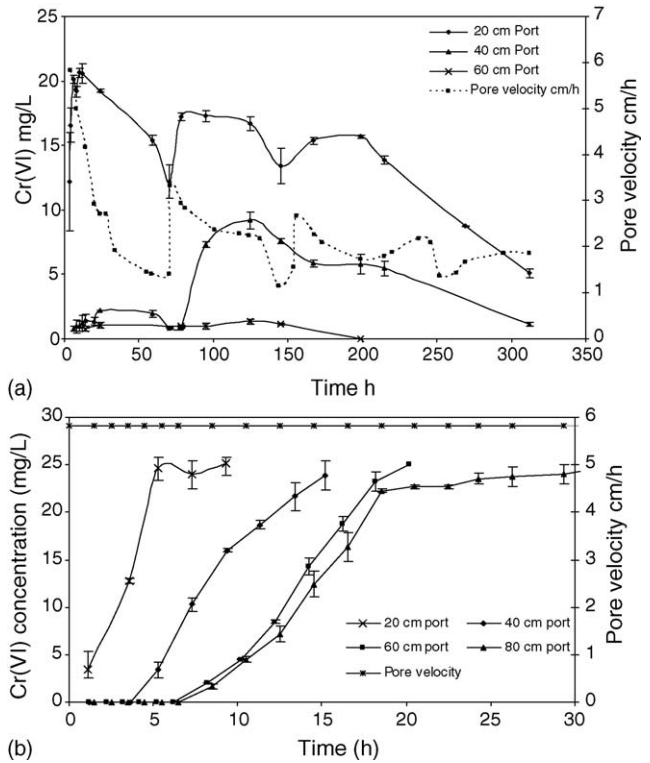 25
20
15
10
5
0
Cr(VI) mg/L
7
6
5
4
3
2
1
0
Pore velocity cm/h
20 cm Port
40 cm Port
60 cm Port
Pore velocity cm/h
0 50 100 150 200 250 300 350
(a) Time h
30
25
20
15
10
5
0
Cr(VI) concentration (mg/L)
6
5
4
3
2
1
0
Pore velocity cm/h
20 cm port 40 cm port
60 cm port 80 cm port
Pore velocity
0 5 10 15 20 25 30
(b) Time (h)